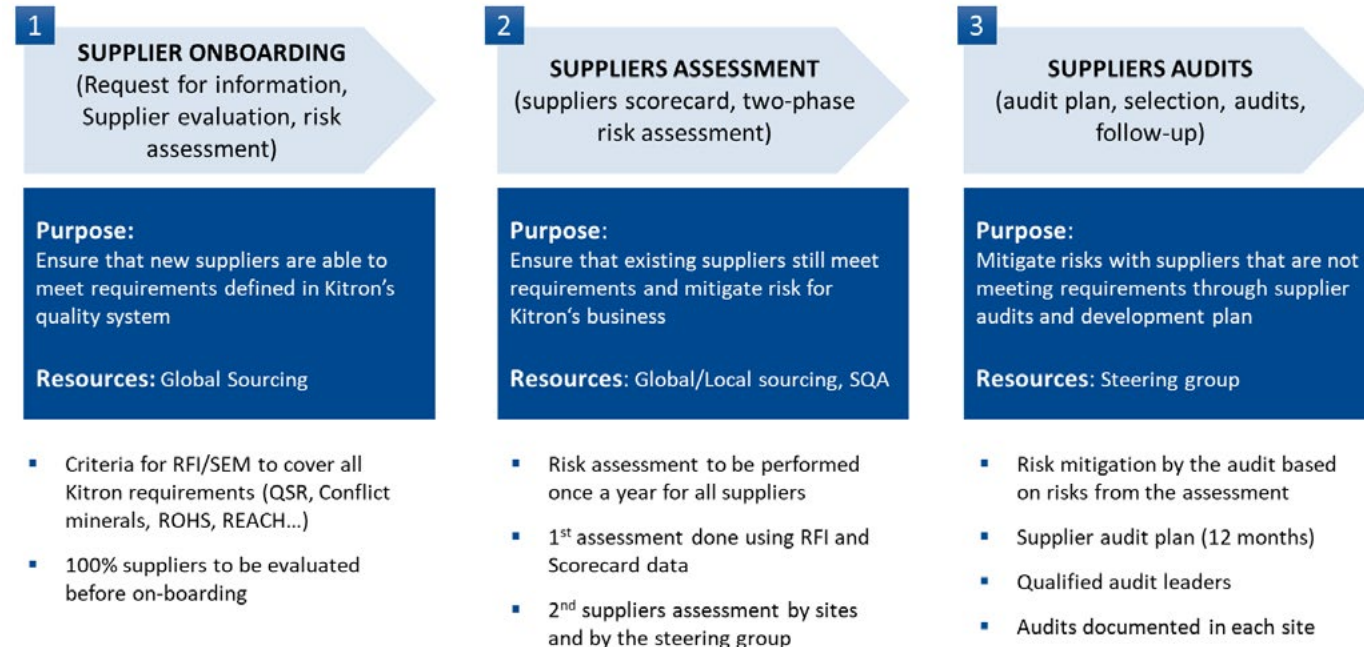 1
SUPPLIER ONBOARDING
(Request for information,
Supplier evaluation, risk
assessment)
Purpose:
Ensure that new suppliers are able to
meet requirements defined in Kitron's
quality system
Resources: Global Sourcing
▪ Criteria for RFI/SEM to cover all
Kitron requirements (QSR, Conflict
minerals, ROHS, REACH...)
▪ 100% suppliers to be evaluated
before on-boarding
2
SUPPLIERS ASSESSMENT
(suppliers scorecard, two-phase
risk assessment)
Purpose:
Ensure that existing suppliers still meet
requirements and mitigate risk for
Kitron's business
Resources: Global/Local sourcing, SQA
▪ Risk assessment to be performed
once a year for all suppliers
▪ 1st assessment done using RFI and
Scorecard data
▪ 2nd suppliers assessment by sites
and by the steering group
3
SUPPLIERS AUDITS
(audit plan, selection, audits,
follow-up)
Purpose:
Mitigate risks with suppliers that are not
meeting requirements through supplier
audits and development plan
Resources: Steering group
▪ Risk mitigation by the audit based
on risks from the assessment
▪ Supplier audit plan (12 months)
▪ Qualified audit leaders
▪ Audits documented in each site